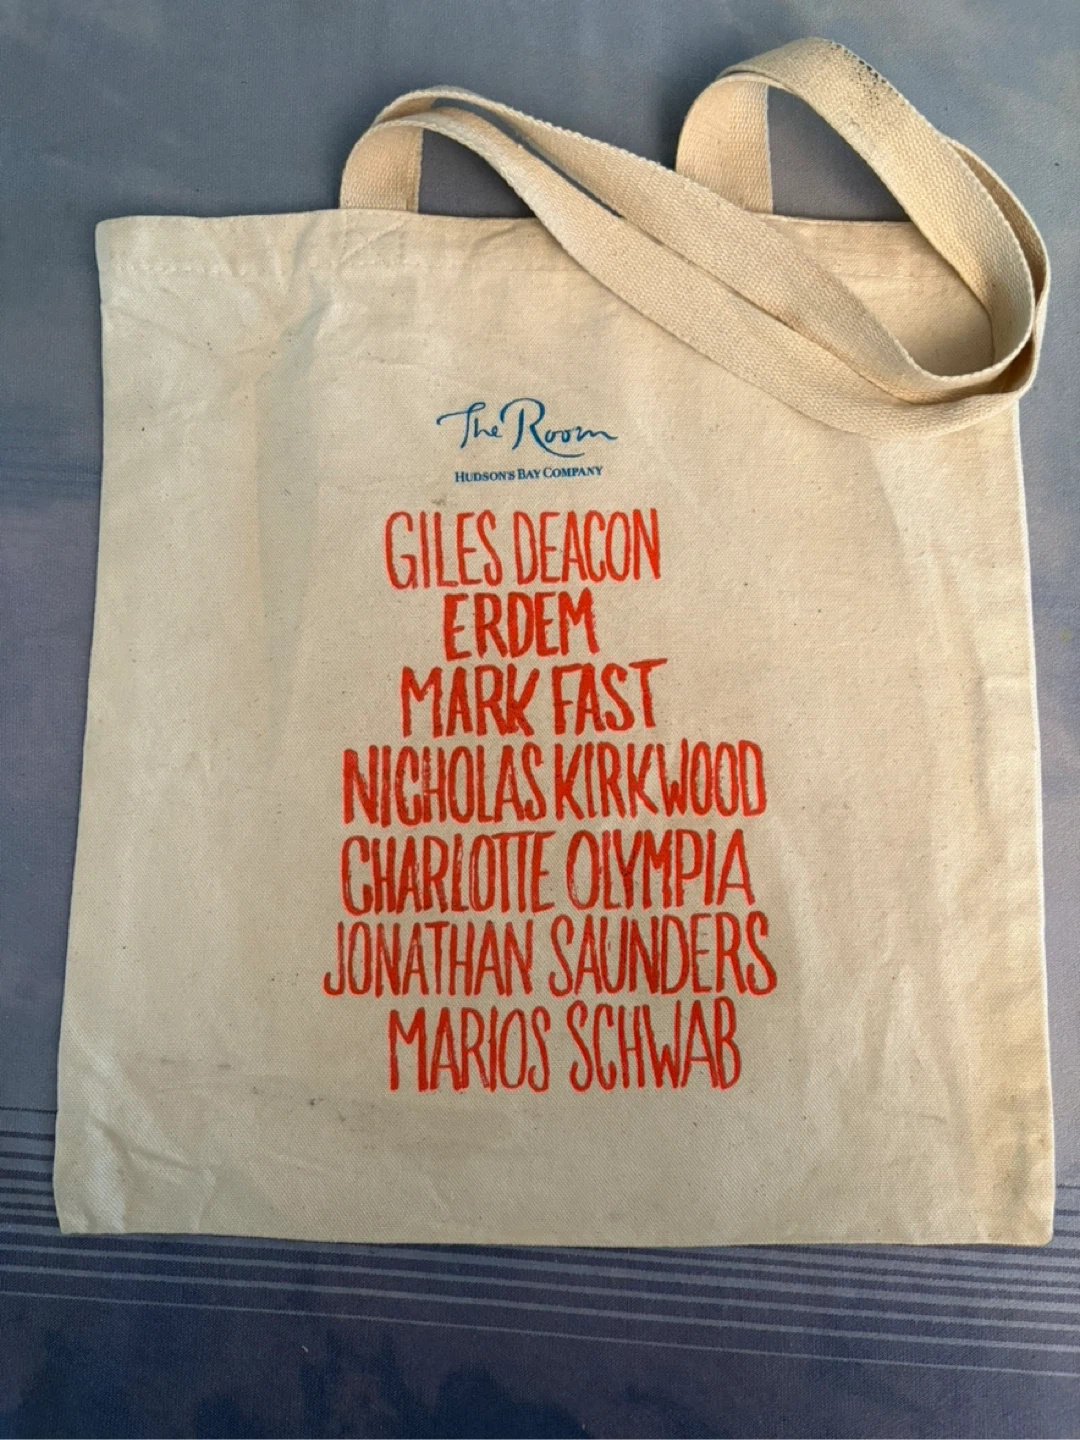 The Room
HUDSON'S BAY COMPANY
GILES DEACON
ERDEM
MARK FAST
NICHOLAS KIRKWOOD
CHARLOTTE OLYMPIA
JONATHAN SAUNDERS
MARIOS SCHWAB